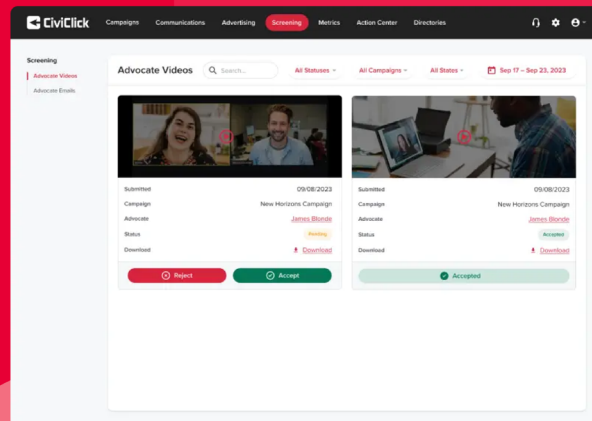 CiviClick
Campaigns Communications Advertising Screening Metrics Action Center Directories
Screening
Advocate Videos
Advocate Emails
Advocate Videos Search... All Statuses All Campaigns All States Sep 17 – Sep 23, 2023
Submitted 09/08/2023
Campaign New Horizons Campaign
Advocate James Blonde
Status Pending
Download Download
Reject Accept
Submitted 09/08/2023
Campaign New Horizons Campaign
Advocate James Blonde
Status Accepted
Download Download
Accepted